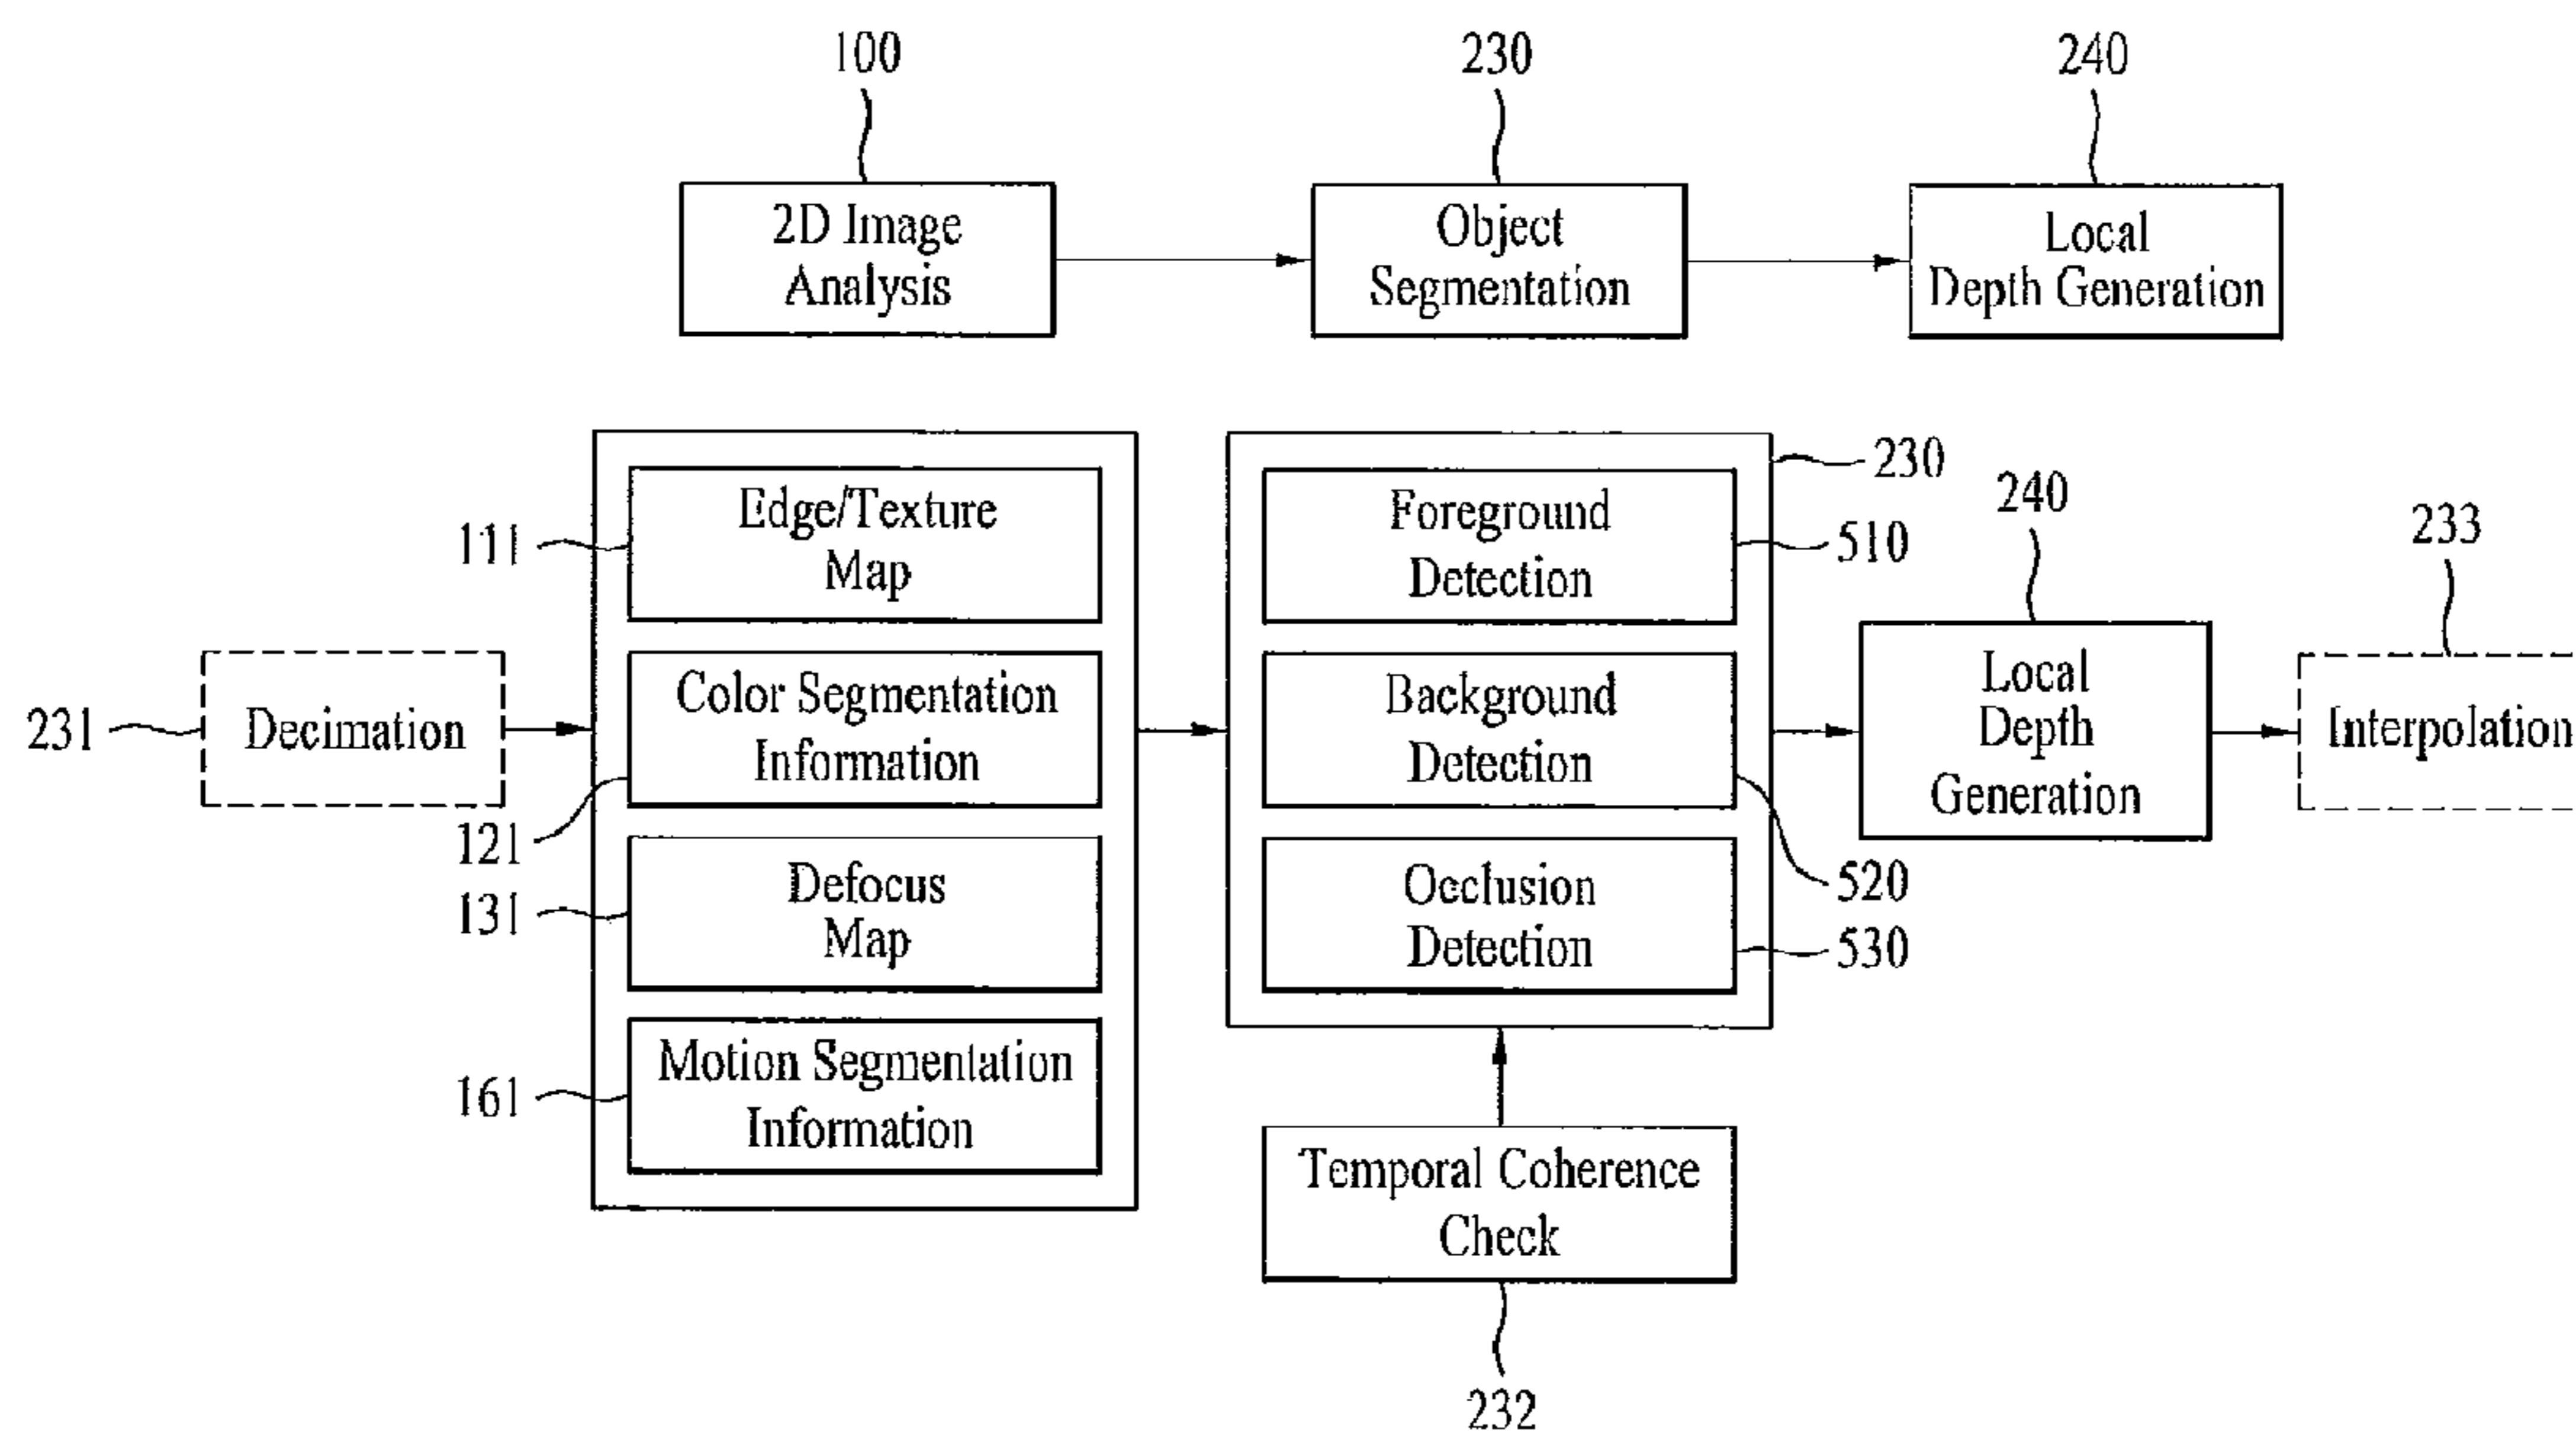 100
230
240
2D Image
Analysis
Object
Segmentation
Local
Depth Generation
230
240
233
111
Edge/Texture
Map
Foreground
Detection
510
231
Decimation
Color Segmentation
Information
Background
Detection
Local
Depth
Generation
Interpolation
121
520
131
Defocus
Map
Occlusion
Detection
530
161
Motion Segmentation
Information
Temporal Coherence
Check
232